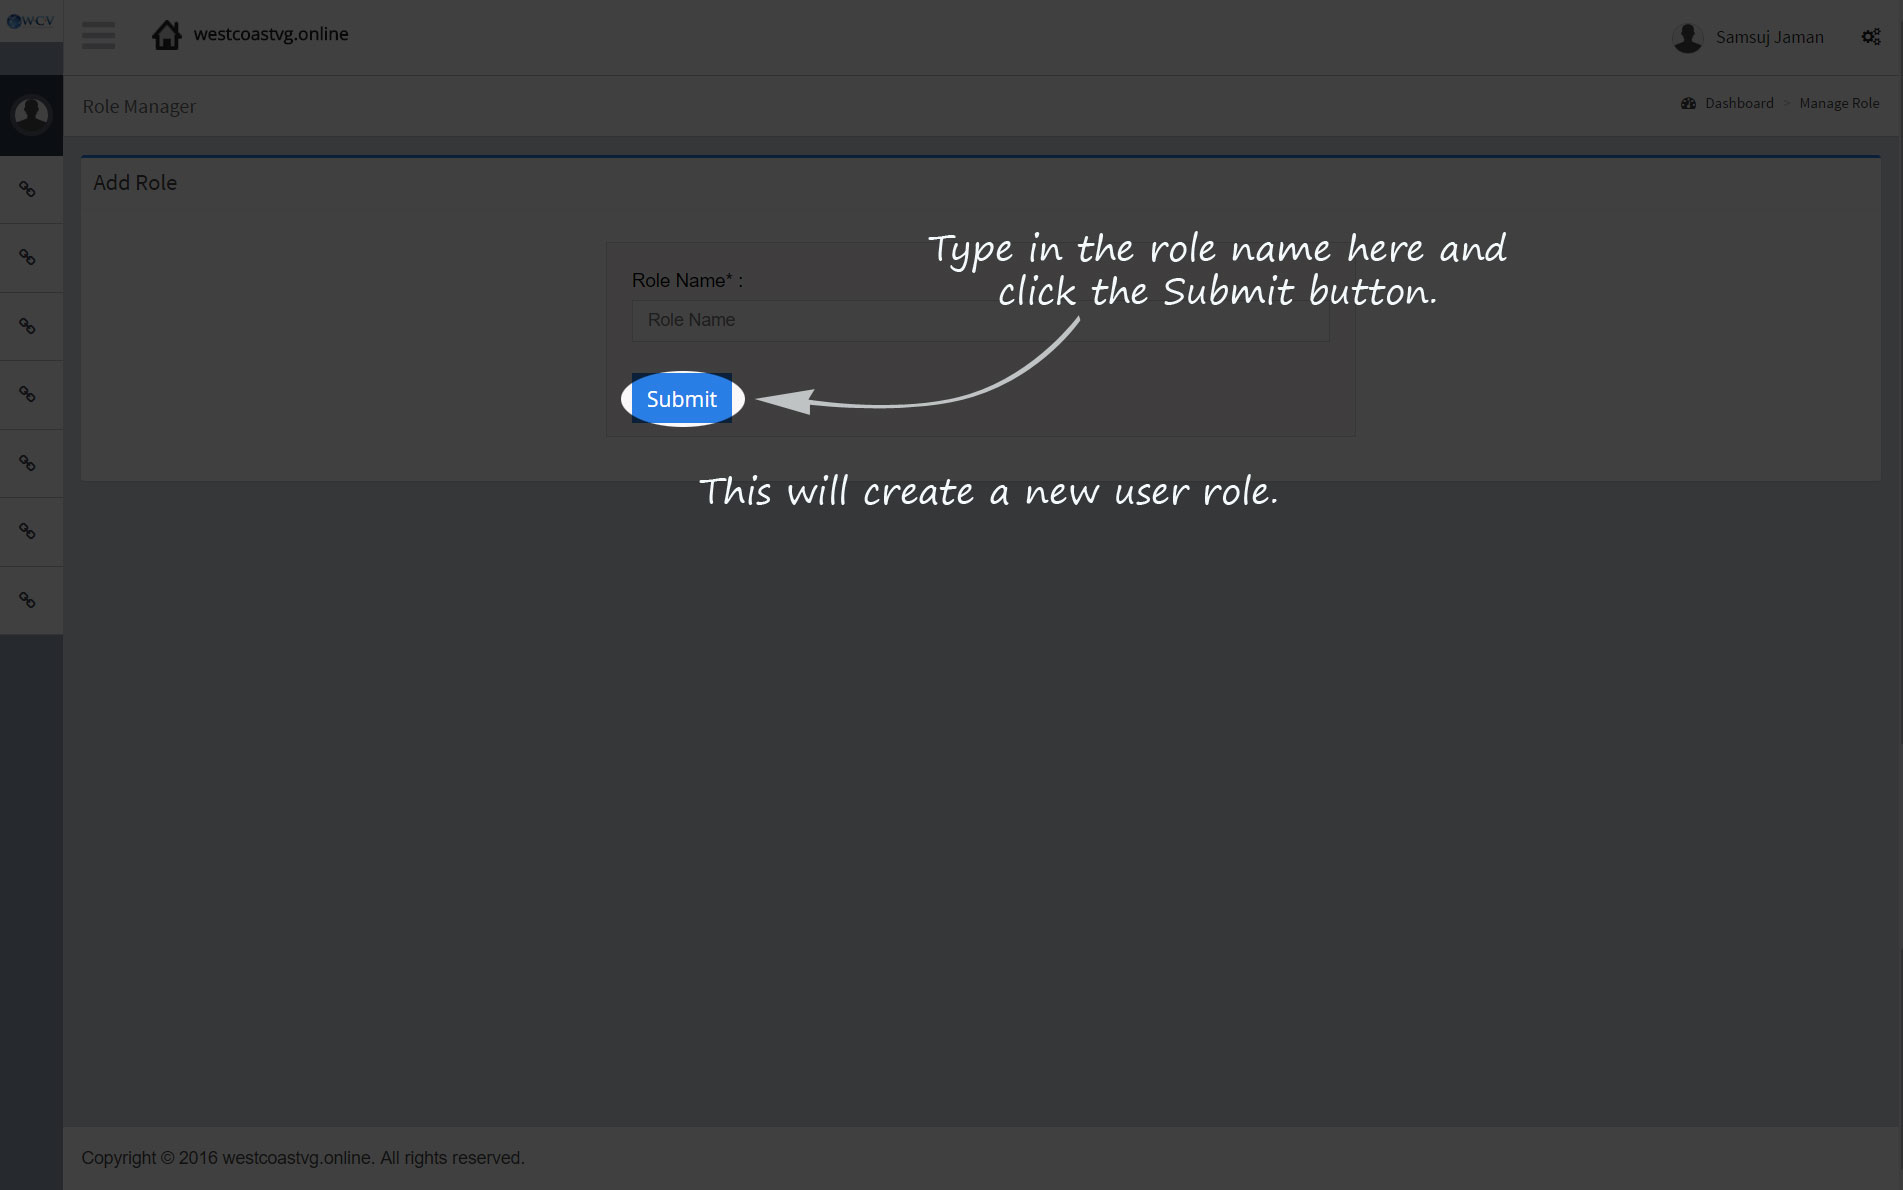 WCV
westcoastvg.online
Samsuj Jaman
Role Manager
Dashboard > Manage Role
Add Role
Type in the role name here and
click the Submit button.
Role Name* :
Role Name
Submit
This will create a new user role.
Copyright © 2016 westcoastvg.online. All rights reserved.